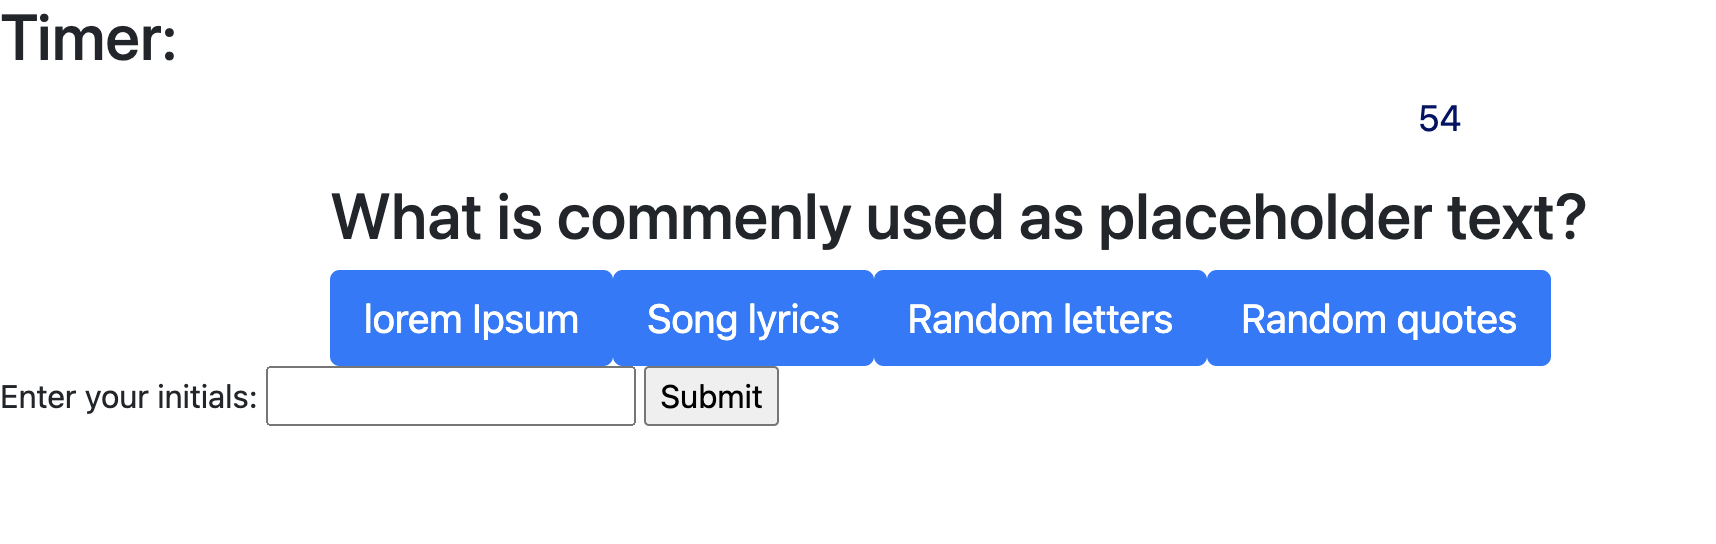 Timer:
54
What is commenly used as placeholder text?
lorem Ipsum Song lyrics Random letters Random quotes
Enter your initials: Submit